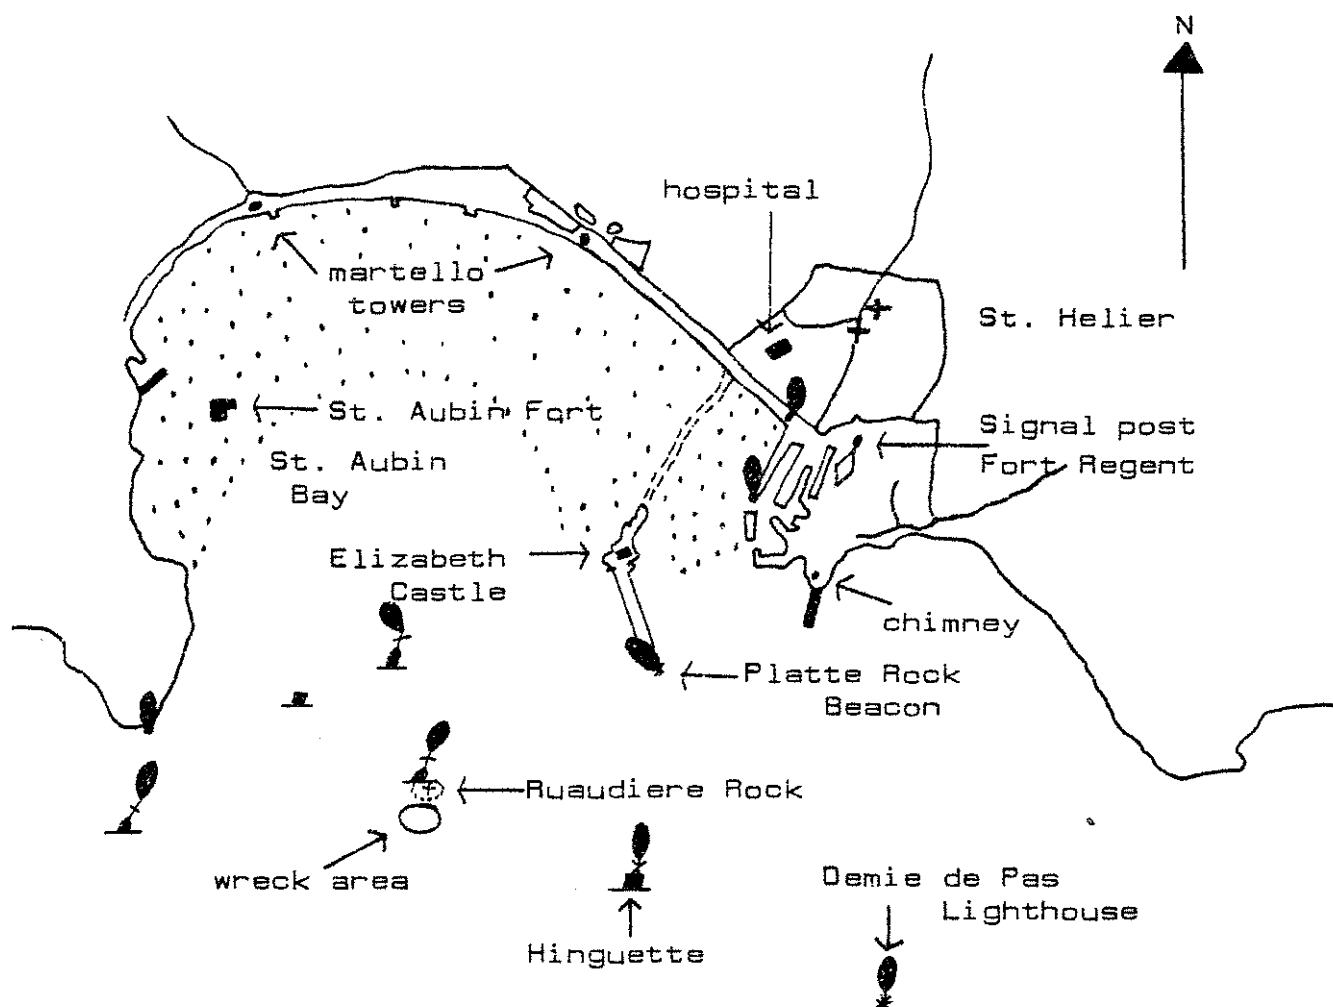 N
hospital
martello
towers
St. Helier
St. Aubin Fort
Signal post
Fort Regent
St. Aubin
Bay
Elizabeth
Castle
chimney
Platte Rock
Beacon
Ruaudiere Rock
wreck area
Demie de Pas
Lighthouse
Hinguette